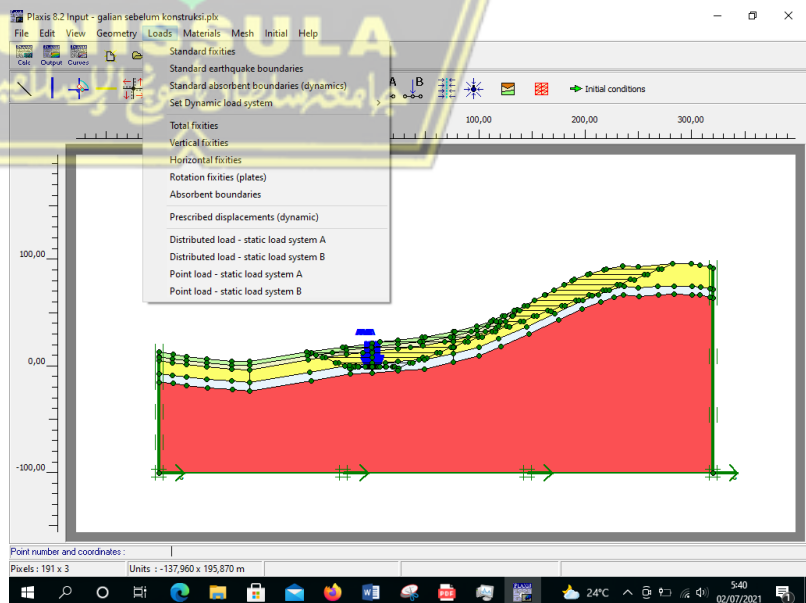 Plaxis 8.2 Input - galian sebelum konstruksi.plx
File Edit View Geometry Loads Materials Mesh Initial Help
Calc Output Curves
Standard fixities
Standard earthquake boundaries
Standard absorbent boundaries (dynamics)
Set Dynamic load system
Total fixities
Vertical fixities
Horizontal fixities
Rotation fixities (plates)
Absorbent boundaries
Prescribed displacements (dynamic)
Distributed load - static load system A
Distributed load - static load system B
Point load - static load system A
Point load - static load system B
A B
Initial conditions
100,00 200,00 300,00
100,00
0,00
-100,00
Point number and coordinates :
Pixels : 191 x 3 Units : -137,960 x 195,870 m
24°C 5:40
02/07/2021
1